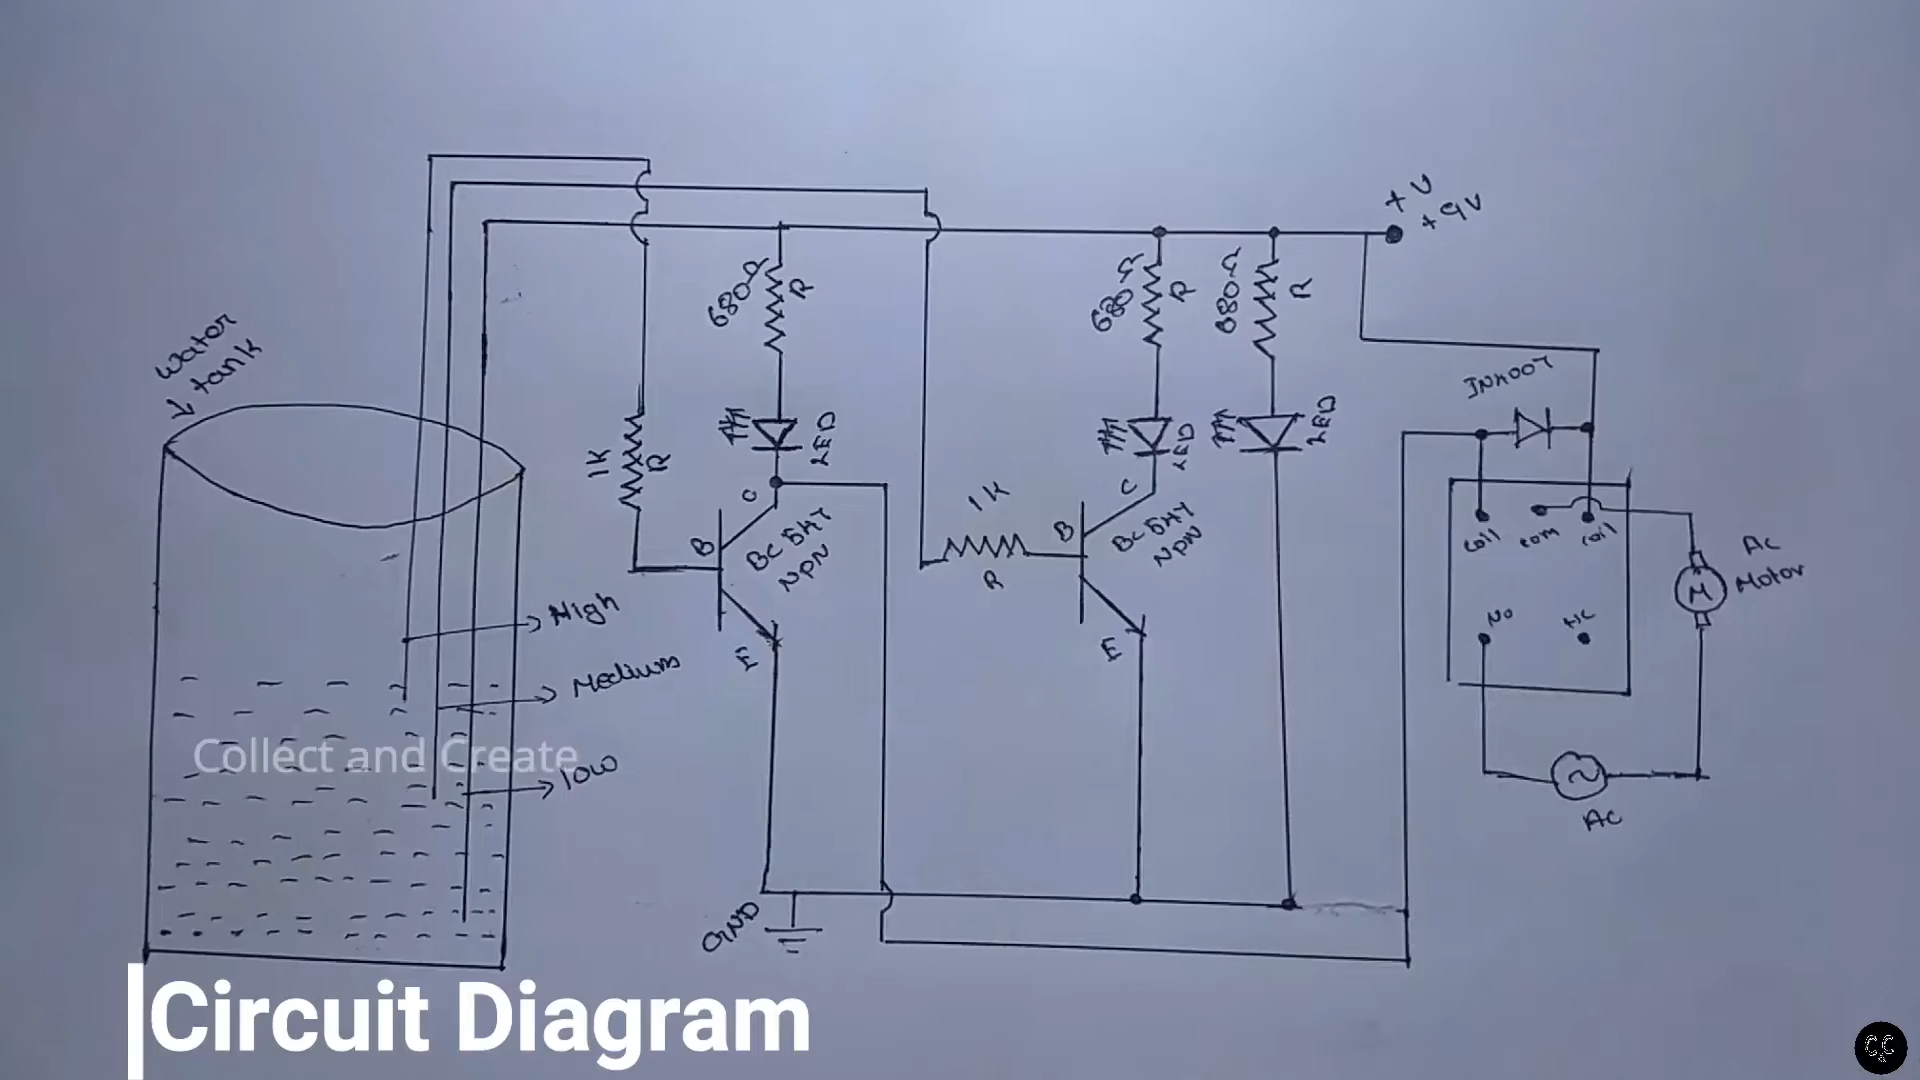 +V
+9V
Water
tank
680Ω
R
680Ω
R
680Ω
R
1K
R
LED
LED
LED
IN4007
C
B
BC 547
NPN
E
1K
R
C
B
BC 547
NPN
E
coil
com
coil
NO
N/C
M
AC
Motor
AC
High
Medium
low
GND
Collect and Create
Circuit Diagram
CC